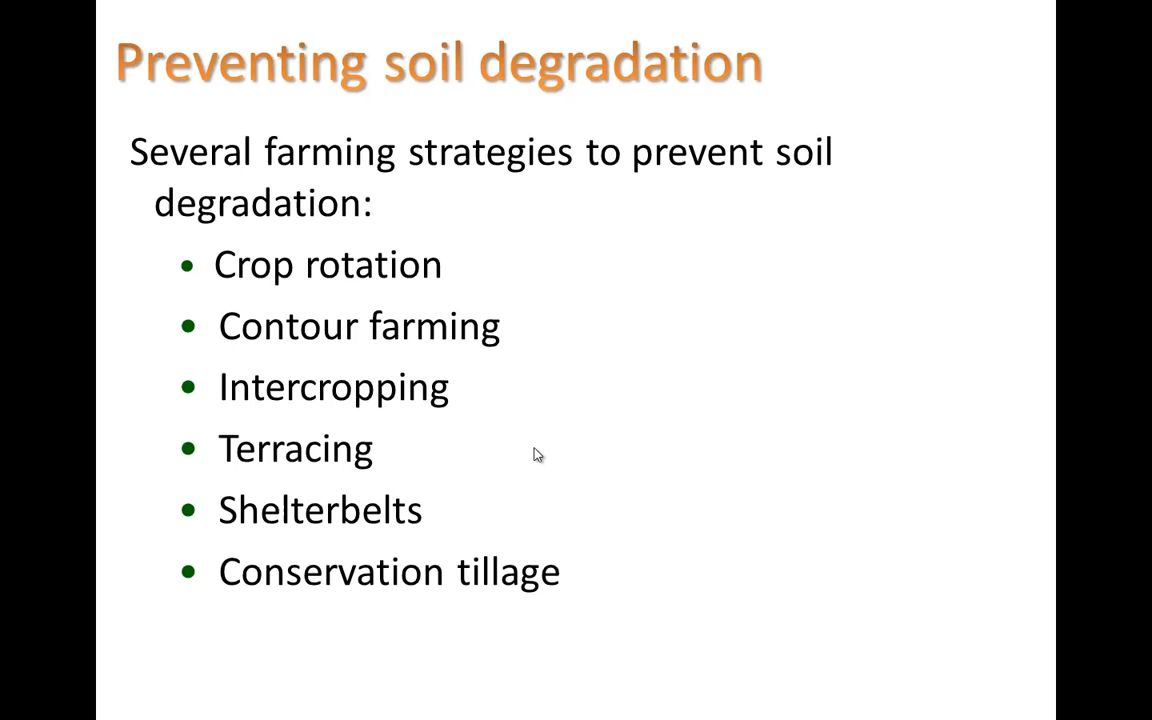 Preventing soil degradation
Several farming strategies to prevent soil
degradation:
• Crop rotation
• Contour farming
• Intercropping
• Terracing
• Shelterbelts
• Conservation tillage